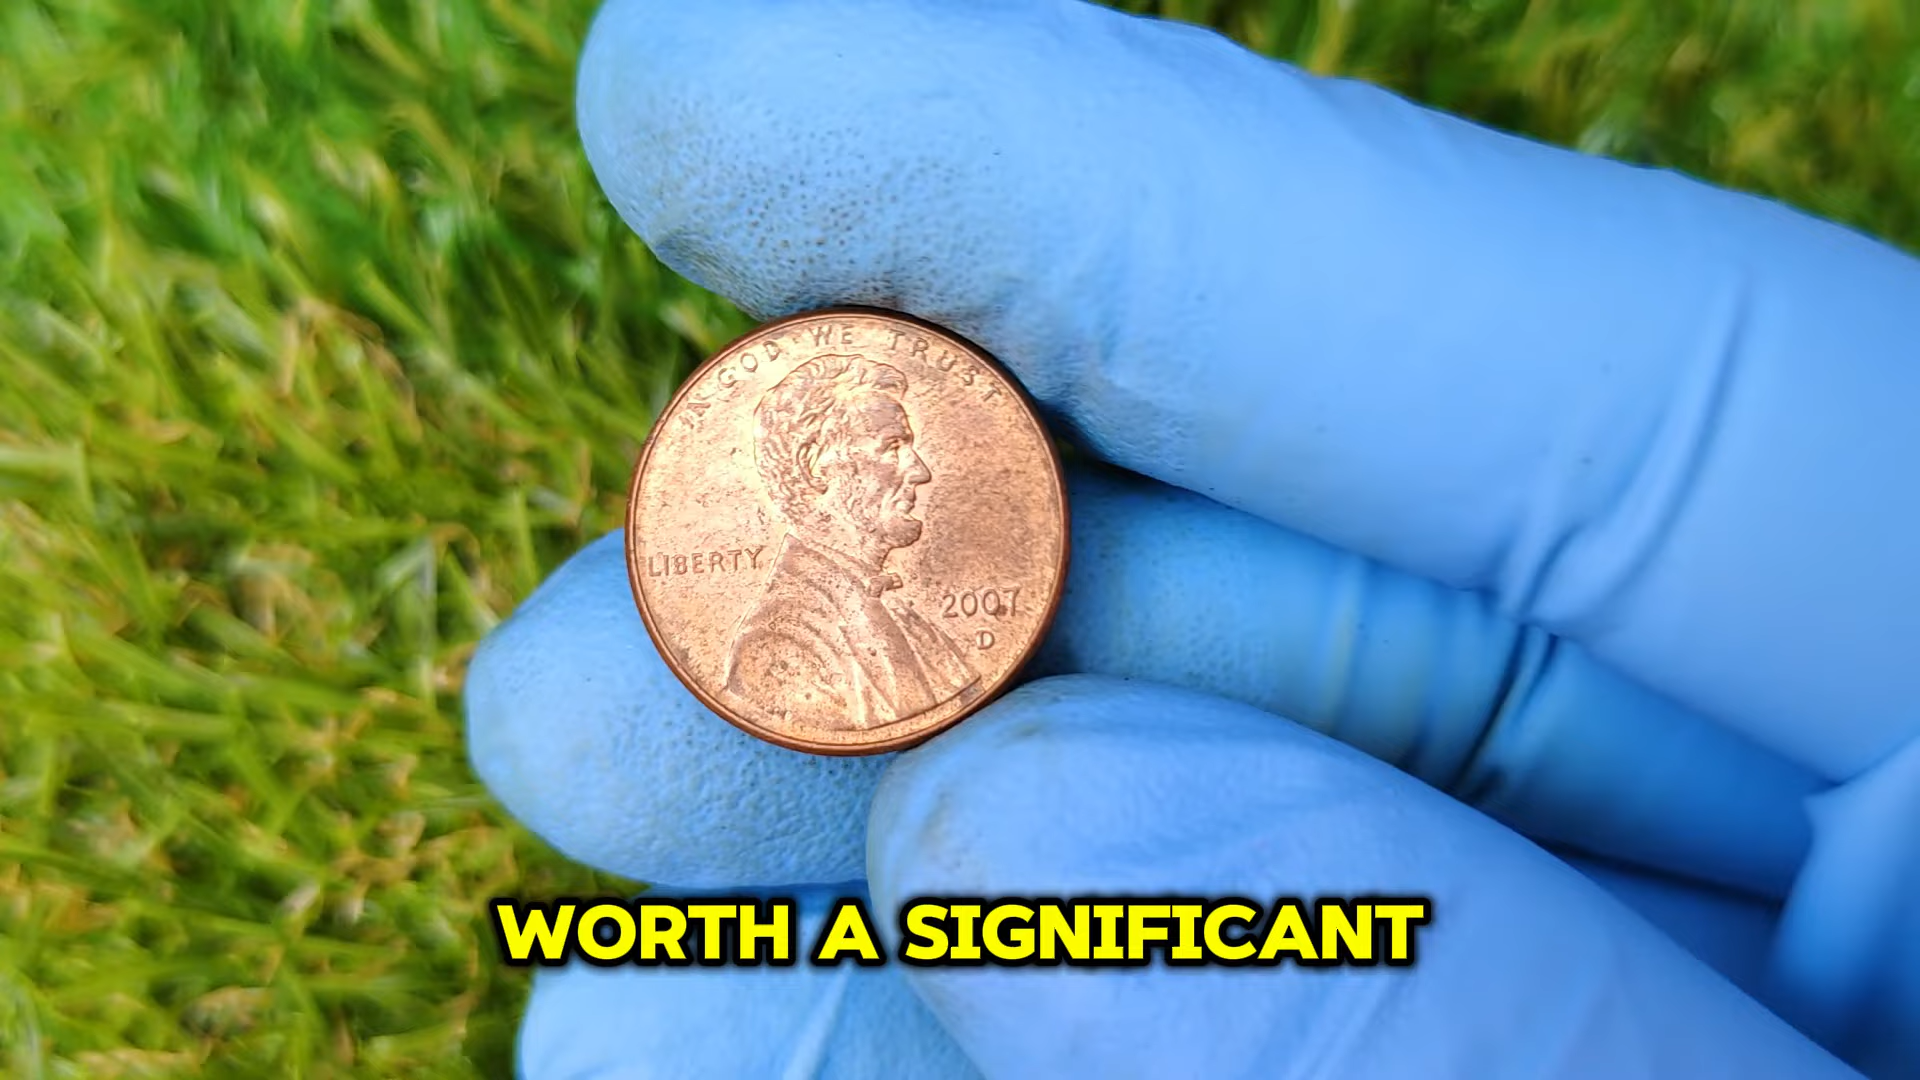 IN GOD WE TRUST
LIBERTY
2007
D
WORTH A SIGNIFICANT